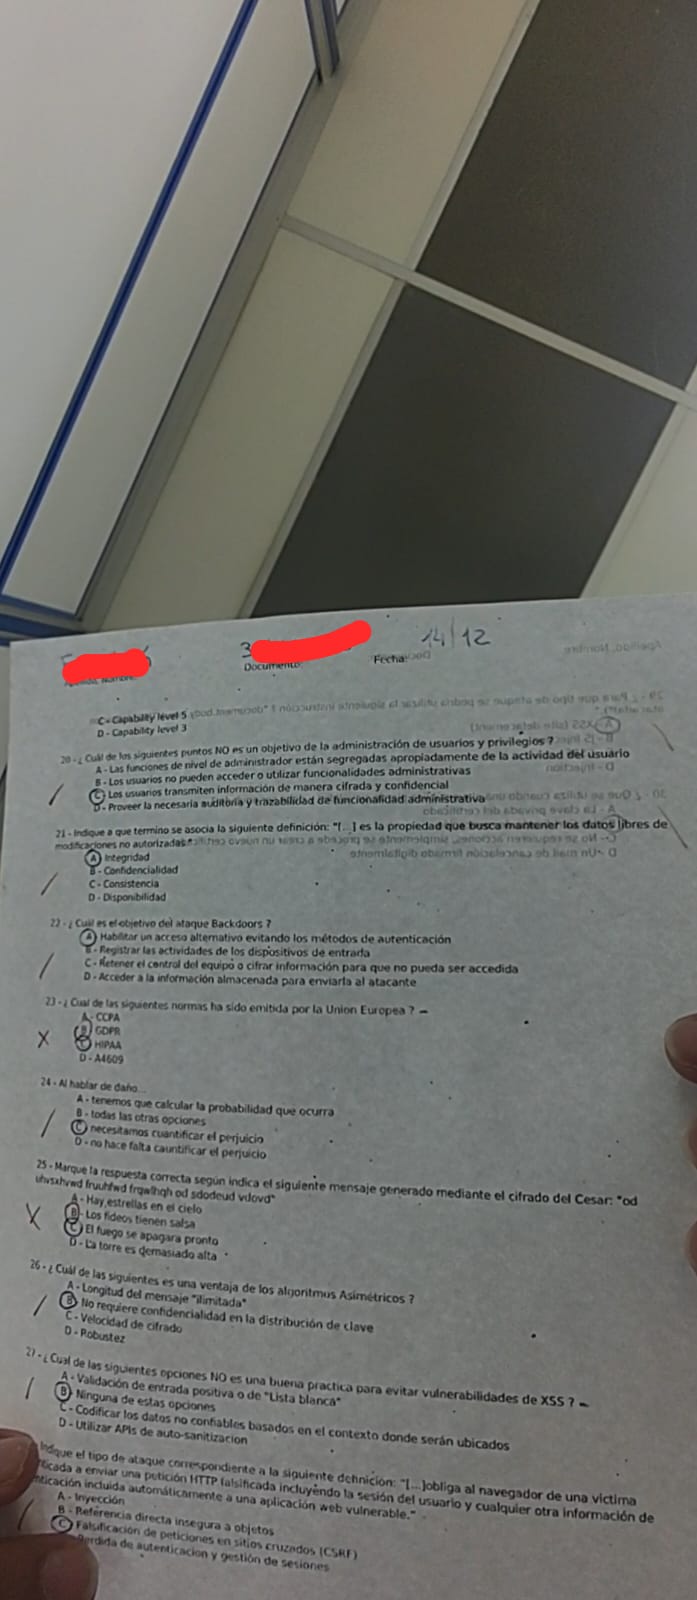 3
14/12
Documento:
Fecha:
C - Capability level 5
D - Capability level 3
20 - ¿ Cuál de los siguientes puntos NO es un objetivo de la administración de usuarios y privilegios ?
A - Las funciones de nivel de administrador están segregadas apropiadamente de la actividad del usuario
B - Los usuarios no pueden acceder o utilizar funcionalidades administrativas
C - Los usuarios transmiten información de manera cifrada y confidencial
D - Proveer la necesaria auditoria y trazabilidad de funcionalidad administrativa
21 - Indique a que termino se asocia la siguiente definición: "[...] es la propiedad que busca mantener los datos libres de
modificaciones no autorizadas"
A - Integridad
B - Confidencialidad
C - Consistencia
D - Disponibilidad
22 - ¿ Cual es el objetivo del ataque Backdoors ?
A - Habilitar un acceso alternativo evitando los métodos de autenticación
B - Registrar las actividades de los dispositivos de entrada
C - Retener el control del equipo o cifrar información para que no pueda ser accedida
D - Acceder a la información almacenada para enviarla al atacante
23 - ¿ Cual de las siguientes normas ha sido emitida por la Union Europea ?
A - CCPA
B - GDPR
C - HIPAA
D - A4609
24 - Al hablar de daño...
A - tenemos que calcular la probabilidad que ocurra
B - todas las otras opciones
C - necesitamos cuantificar el perjuicio
D - no hace falta cauntificar el perjuicio
25 - Marque la respuesta correcta según indica el siguiente mensaje generado mediante el cifrado del Cesar: "od
frqwlhqh od sdodeud vdovd"
A - Hay estrellas en el cielo
B - Los fideos tienen salsa
C - El fuego se apagara pronto
D - La torre es demasiado alta
26 - ¿ Cuál de las siguientes es una ventaja de los algoritmos Asimétricos ?
A - Longitud del mensaje "ilimitada"
B - No requiere confidencialidad en la distribución de clave
C - Velocidad de cifrado
D - Robustez
27 - ¿ Cual de las siguientes opciones NO es una buena practica para evitar vulnerabilidades de XSS ?
A - Validación de entrada positiva o de "Lista blanca"
B - Ninguna de estas opciones
C - Codificar los datos no confiables basados en el contexto donde serán ubicados
D - Utilizar APIs de auto-sanitizacion
Indique el tipo de ataque correspondiente a la siguiente definición: "[...]obliga al navegador de una victima
a enviar una petición HTTP falsificada incluyendo la sesión del usuario y cualquier otra información de
incluida automáticamente a una aplicación web vulnerable."
A - Inyección
B - Referencia directa insegura a objetos
C - Falsificación de peticiones en sitios cruzados (CSRF)
Perdida de autenticacion y gestión de sesiones